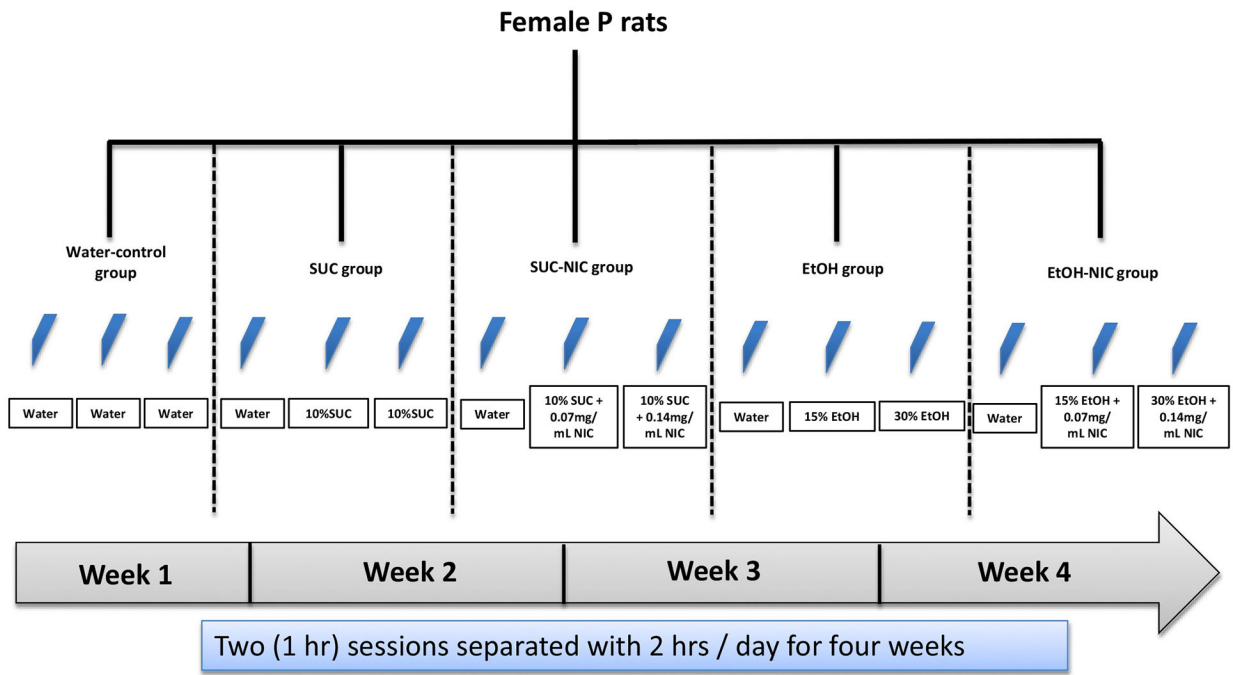 Female P rats
Water-control
group
SUC group
SUC-NIC group
EtOH group
EtOH-NIC group
Water
Water
Water
Water
10%SUC
10%SUC
Water
10% SUC +
0.07mg/
mL NIC
10% SUC
+ 0.14mg/
mL NIC
Water
15% EtOH
30% EtOH
Water
15% EtOH +
0.07mg/
mL NIC
30% EtOH +
0.14mg/
mL NIC
Week 1
Week 2
Week 3
Week 4
Two (1 hr) sessions separated with 2 hrs / day for four weeks